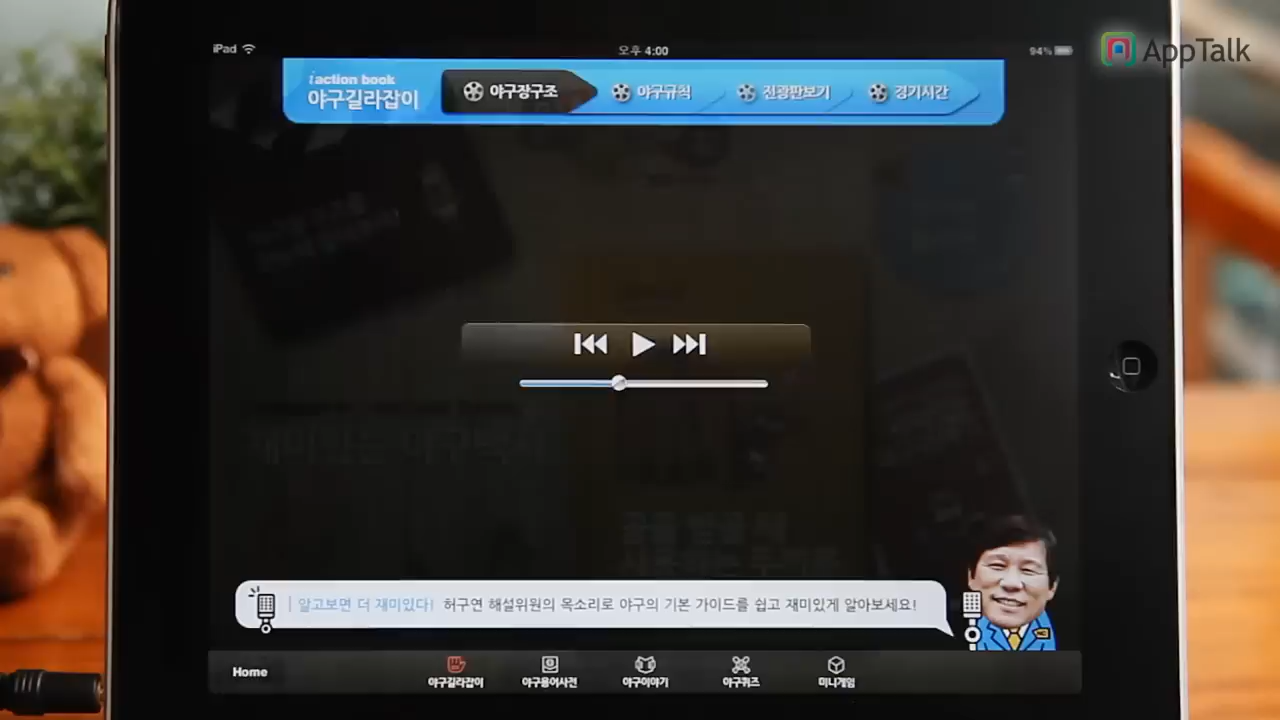 AppTalk
iPad
오후 4:00
94%
iaction book
야구길라잡이
야구장구조
야구규칙
전광판보기
경기시간
알고보면 더 재미있다! 허구연 해설위원의 목소리로 야구의 기본 가이드를 쉽고 재미있게 알아보세요!
Home
야구길라잡이
야구용어사전
야구이야기
야구퀴즈
미니게임